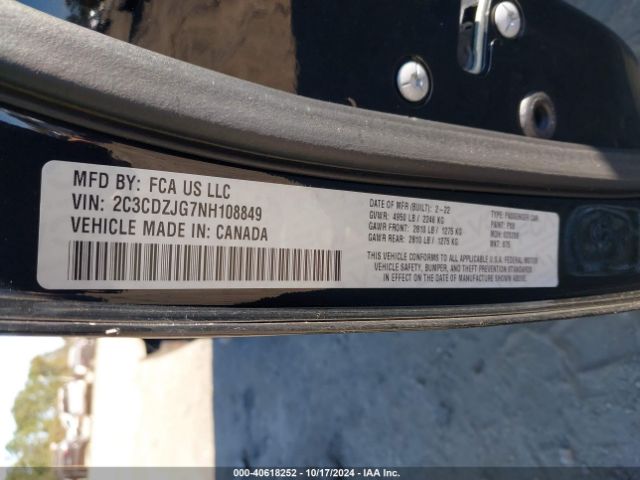 MFD BY: FCA US LLC
VIN: 2C3CDZJG7NH108849
VEHICLE MADE IN: CANADA
DATE OF MFR (BUILT): 2-22
GVWR: 4950 LB / 2246 KG
GAWR FRONT: 2810 LB / 1275 KG
GAWR REAR: 2810 LB / 1275 KG
TYPE: PASSENGER CAR
PAINT:
MDH:
THIS VEHICLE CONFORMS TO ALL APPLICABLE U.S.A. FEDERAL MOTOR
VEHICLE SAFETY, BUMPER, AND THEFT PREVENTION STANDARDS
IN EFFECT ON THE DATE OF MANUFACTURE SHOWN ABOVE.
000-40618252 - 10/17/2024 - IAA Inc.